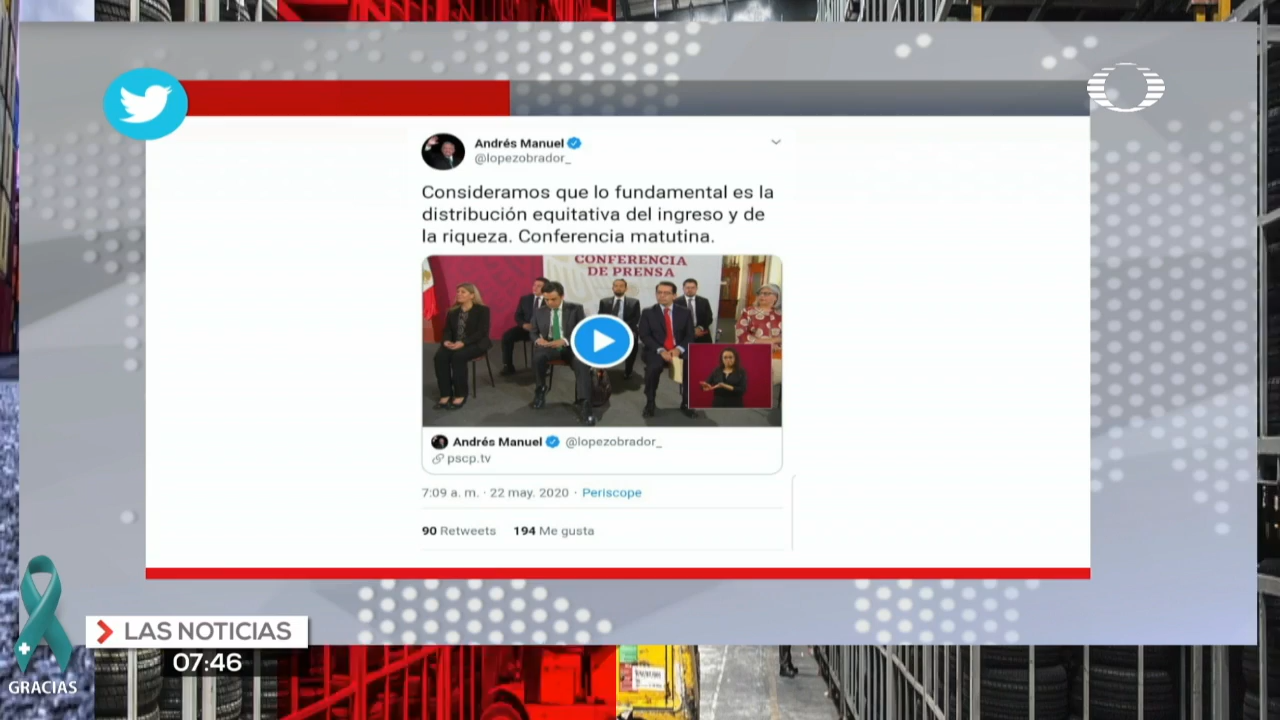 Andrés Manuel
@lopezobrador_
Consideramos que lo fundamental es la
distribución equitativa del ingreso y de
la riqueza. Conferencia matutina.
CONFERENCIA
DE PRENSA
Andrés Manuel @lopezobrador_
pscp.tv
7:09 a. m. · 22 may. 2020 · Periscope
90 Retweets 194 Me gusta
LAS NOTICIAS
07:46
GRACIAS